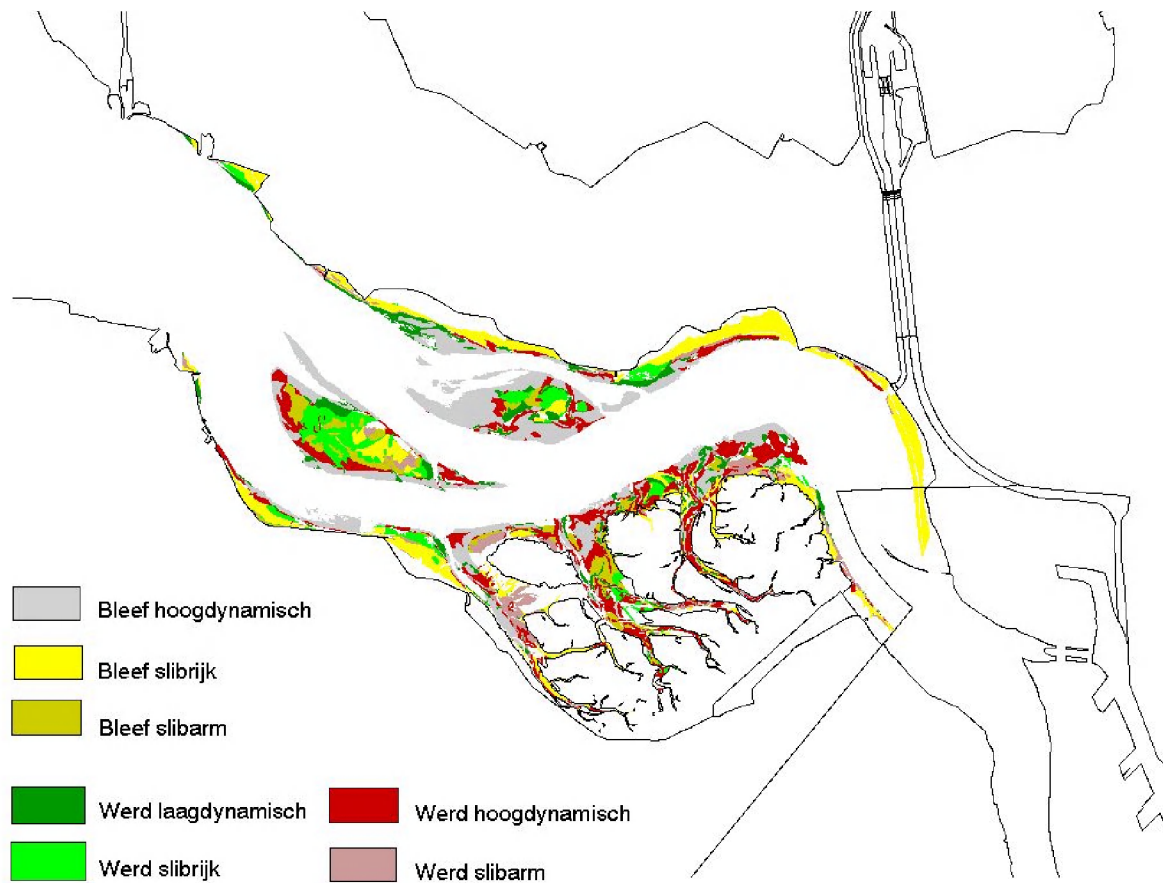 Bleef hoogdynamisch
Bleef slibrijk
Bleef slibarm
Werd laagdynamisch
Werd hoogdynamisch
Werd slibrijk
Werd slibarm